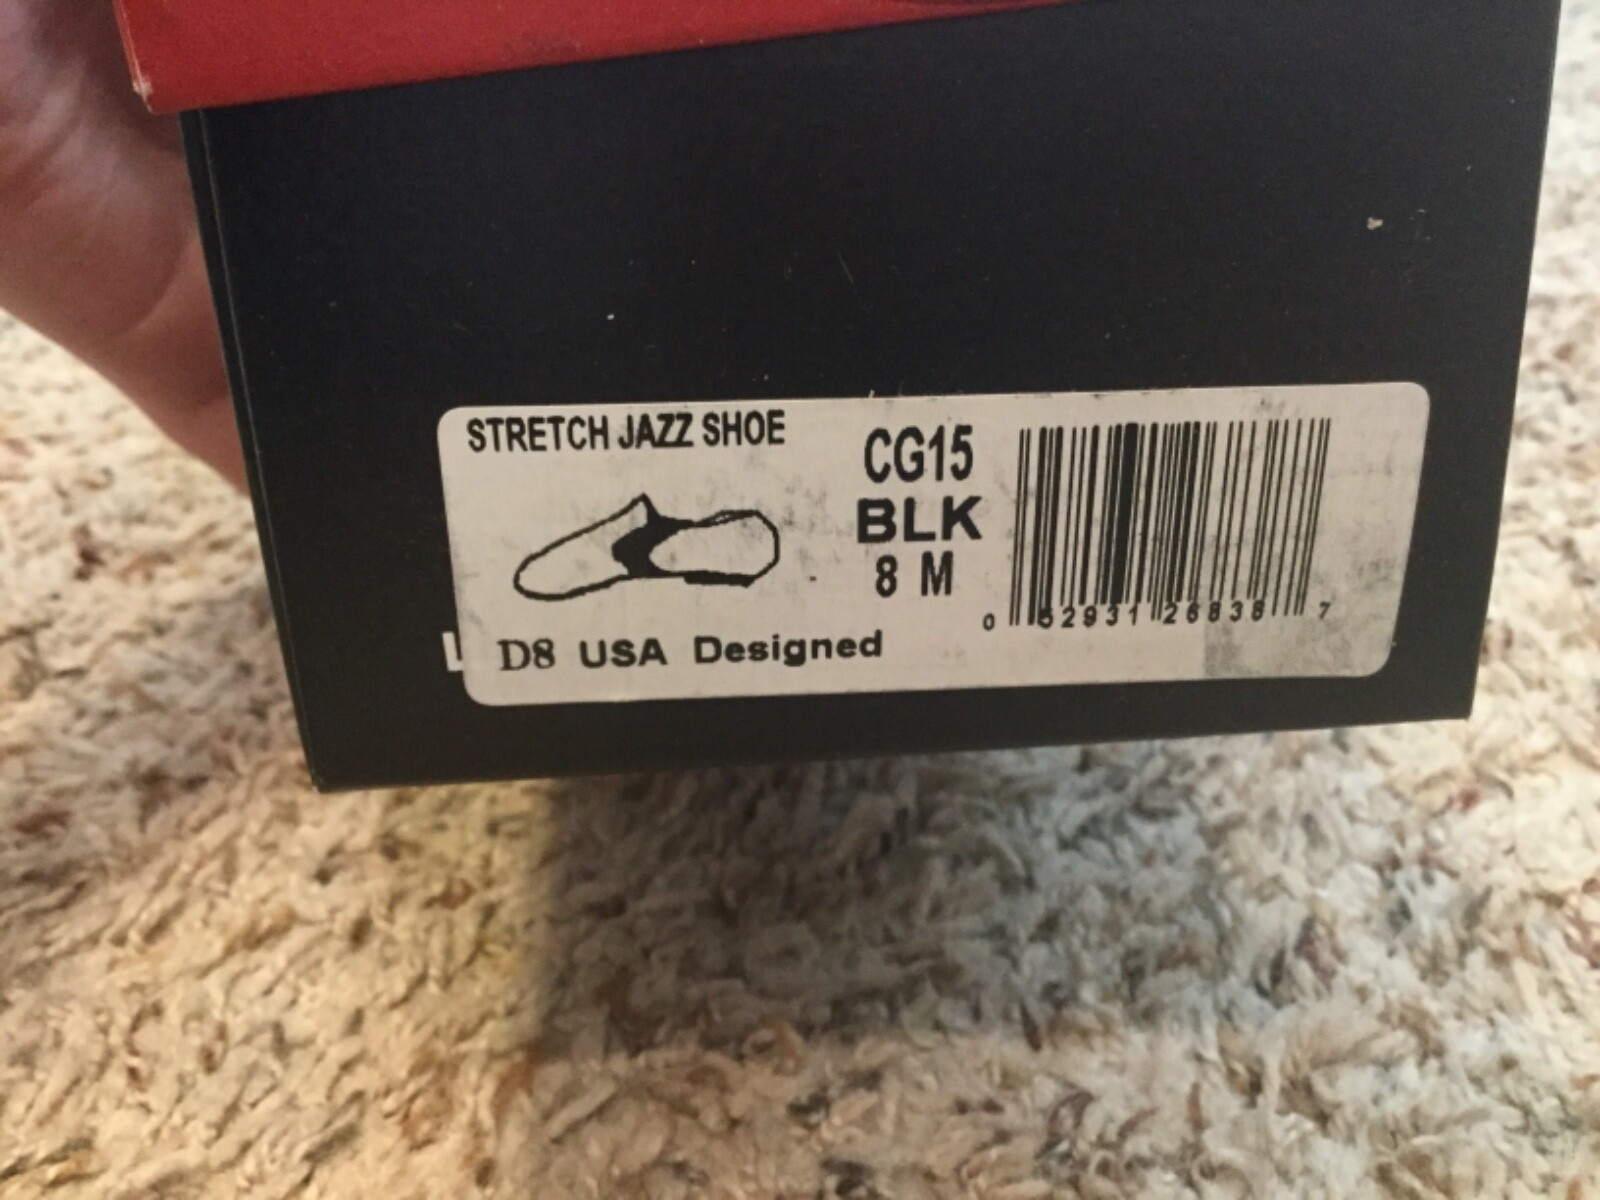 STRETCH JAZZ SHOE
CG15
BLK
8 M
0 52931 26838 7
D8 USA Designed